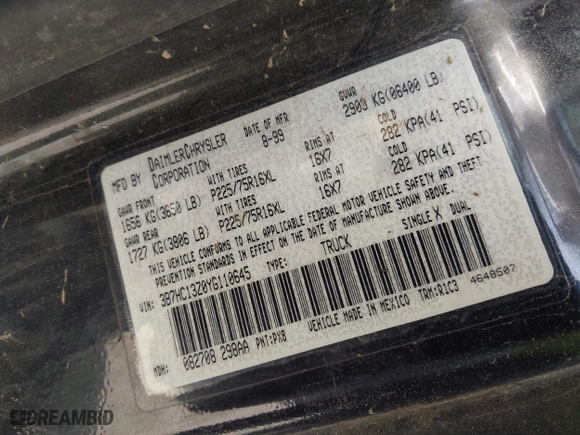 MFD BY DAIMLERCHRYSLER CORPORATION DATE OF MFR 8-99 GVWR 2903 KG(06400 LB)
GAWR FRONT WITH TIRES RIMS AT COLD
1656 KG(3650 LB) P225/75R16XL 16X7 282 KPA(41 PSI)
GAWR REAR WITH TIRES RIMS AT COLD
1727 KG(3806 LB) P225/75R16XL 16X7 282 KPA(41 PSI)
THIS VEHICLE CONFORMS TO ALL APPLICABLE FEDERAL MOTOR VEHICLE SAFETY AND THEFT
PREVENTION STANDARDS IN EFFECT ON THE DATE OF MANUFACTURE SHOWN ABOVE.
VIN: 3B7HC13Z0YG110645 TYPE: TRUCK SINGLE X DUAL
MDH: 082708 298AA PNT:PX8 VEHICLE MADE IN MEXICO TRM:R1C3 4648507
DREAMBID